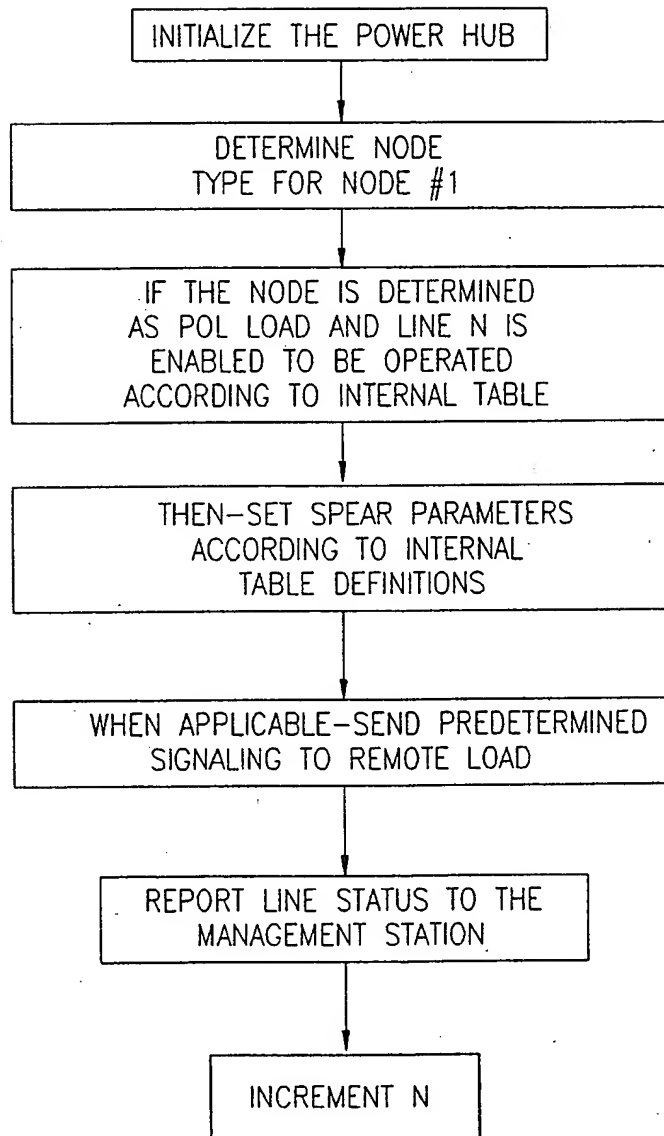 INITIALIZE THE POWER HUB
DETERMINE NODE
TYPE FOR NODE #1
IF THE NODE IS DETERMINED
AS POL LOAD AND LINE N IS
ENABLED TO BE OPERATED
ACCORDING TO INTERNAL TABLE
THEN-SET SPEAR PARAMETERS
ACCORDING TO INTERNAL
TABLE DEFINITIONS
WHEN APPLICABLE-SEND PREDETERMINED
SIGNALING TO REMOTE LOAD
REPORT LINE STATUS TO THE
MANAGEMENT STATION
INCREMENT N